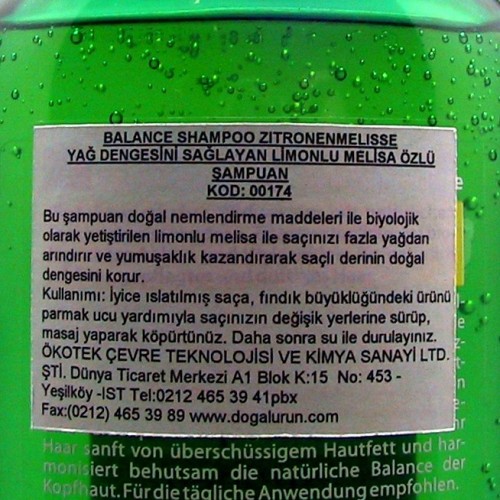 BALANCE SHAMPOO ZITRONENMELISSE
YAĞ DENGESİNİ SAĞLAYAN LİMONLU MELİSA ÖZLÜ
ŞAMPUAN
KOD: 00174
Bu şampuan doğal nemlendirme maddeleri ile biyolojik
olarak yetiştirilen limonlu melisa ile saçınızı fazla yağdan
arındırır ve yumuşaklık kazandırarak saçlı derinin doğal
dengesini korur.
Kullanımı: İyice ıslatılmış saça, fındık büyüklüğündeki ürünü
parmak ucu yardımıyla saçınızın değişik yerlerine sürüp,
masaj yaparak köpürtünüz. Daha sonra su ile durulayınız.
ÖKOTEK ÇEVRE TEKNOLOJİSİ VE KİMYA SANAYİ LTD.
ŞTİ. Dünya Ticaret Merkezi A1 Blok K:15 No: 453 -
Yeşilköy -IST Tel:0212 465 39 41pbx
Fax:(0212) 465 39 89 www.dogalurun.com
Haar sanft von überschüssigem Hautfett und har-
monisiert behutsam die natürliche Balance der
Kopfhaut. Für die tägliche Anwendung empfohlen.